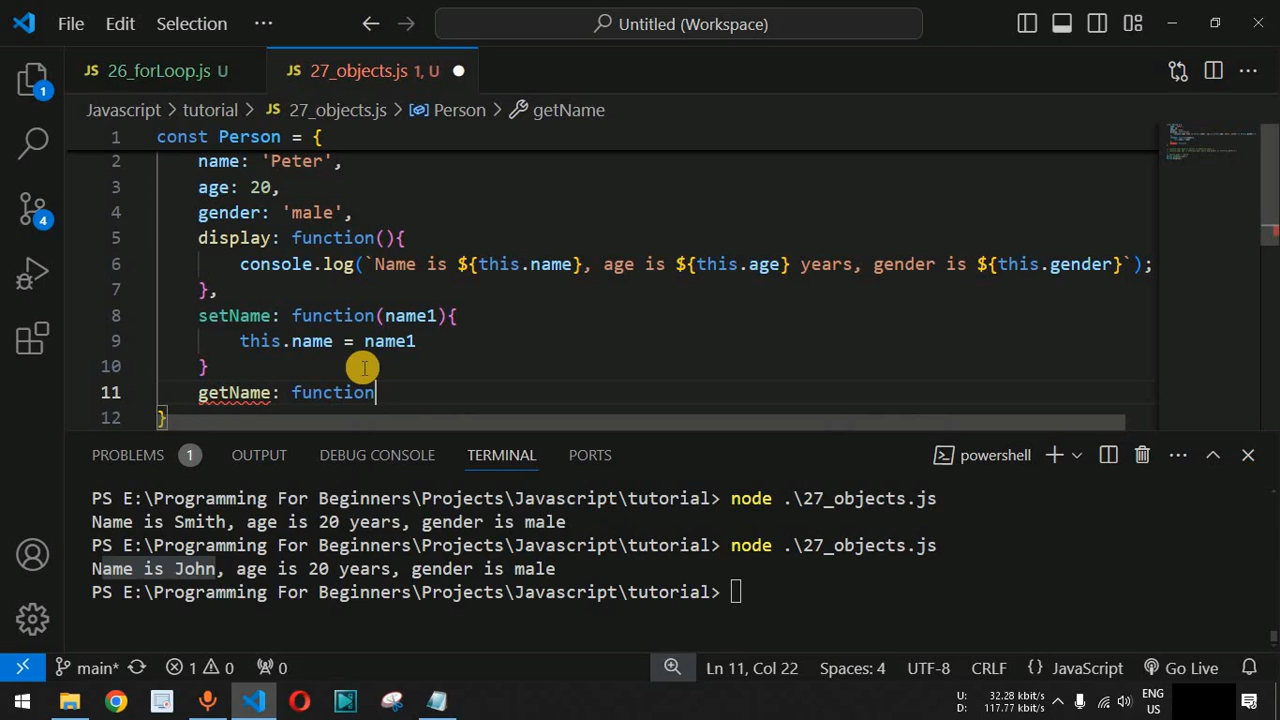 File Edit Selection ··· Untitled (Workspace)
JS 26_forLoop.js U JS 27_objects.js 1, U
Javascript > tutorial > JS 27_objects.js > Person > getName
1 const Person = {
2 name: 'Peter',
3 age: 20,
4 gender: 'male',
5 display: function(){
6 console.log(`Name is ${this.name}, age is ${this.age} years, gender is ${this.gender}`);
7 },
8 setName: function(name1){
9 this.name = name1
10 }
11 getName: function
12 }
PROBLEMS 1 OUTPUT DEBUG CONSOLE TERMINAL PORTS powershell
PS E:\Programming For Beginners\Projects\Javascript\tutorial> node .\27_objects.js
Name is Smith, age is 20 years, gender is male
PS E:\Programming For Beginners\Projects\Javascript\tutorial> node .\27_objects.js
Name is John, age is 20 years, gender is male
PS E:\Programming For Beginners\Projects\Javascript\tutorial>
1
4
main* 1 0 0 Ln 11, Col 22 Spaces: 4 UTF-8 CRLF {} JavaScript Go Live
U: 32.28 kbit/s
D: 117.77 kbit/s
ENG
US